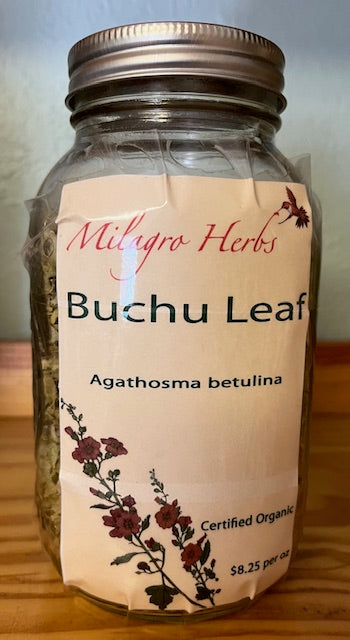 Milagro Herbs
Buchu Leaf
Agathosma betulina
Certified Organic
$8.25 per oz